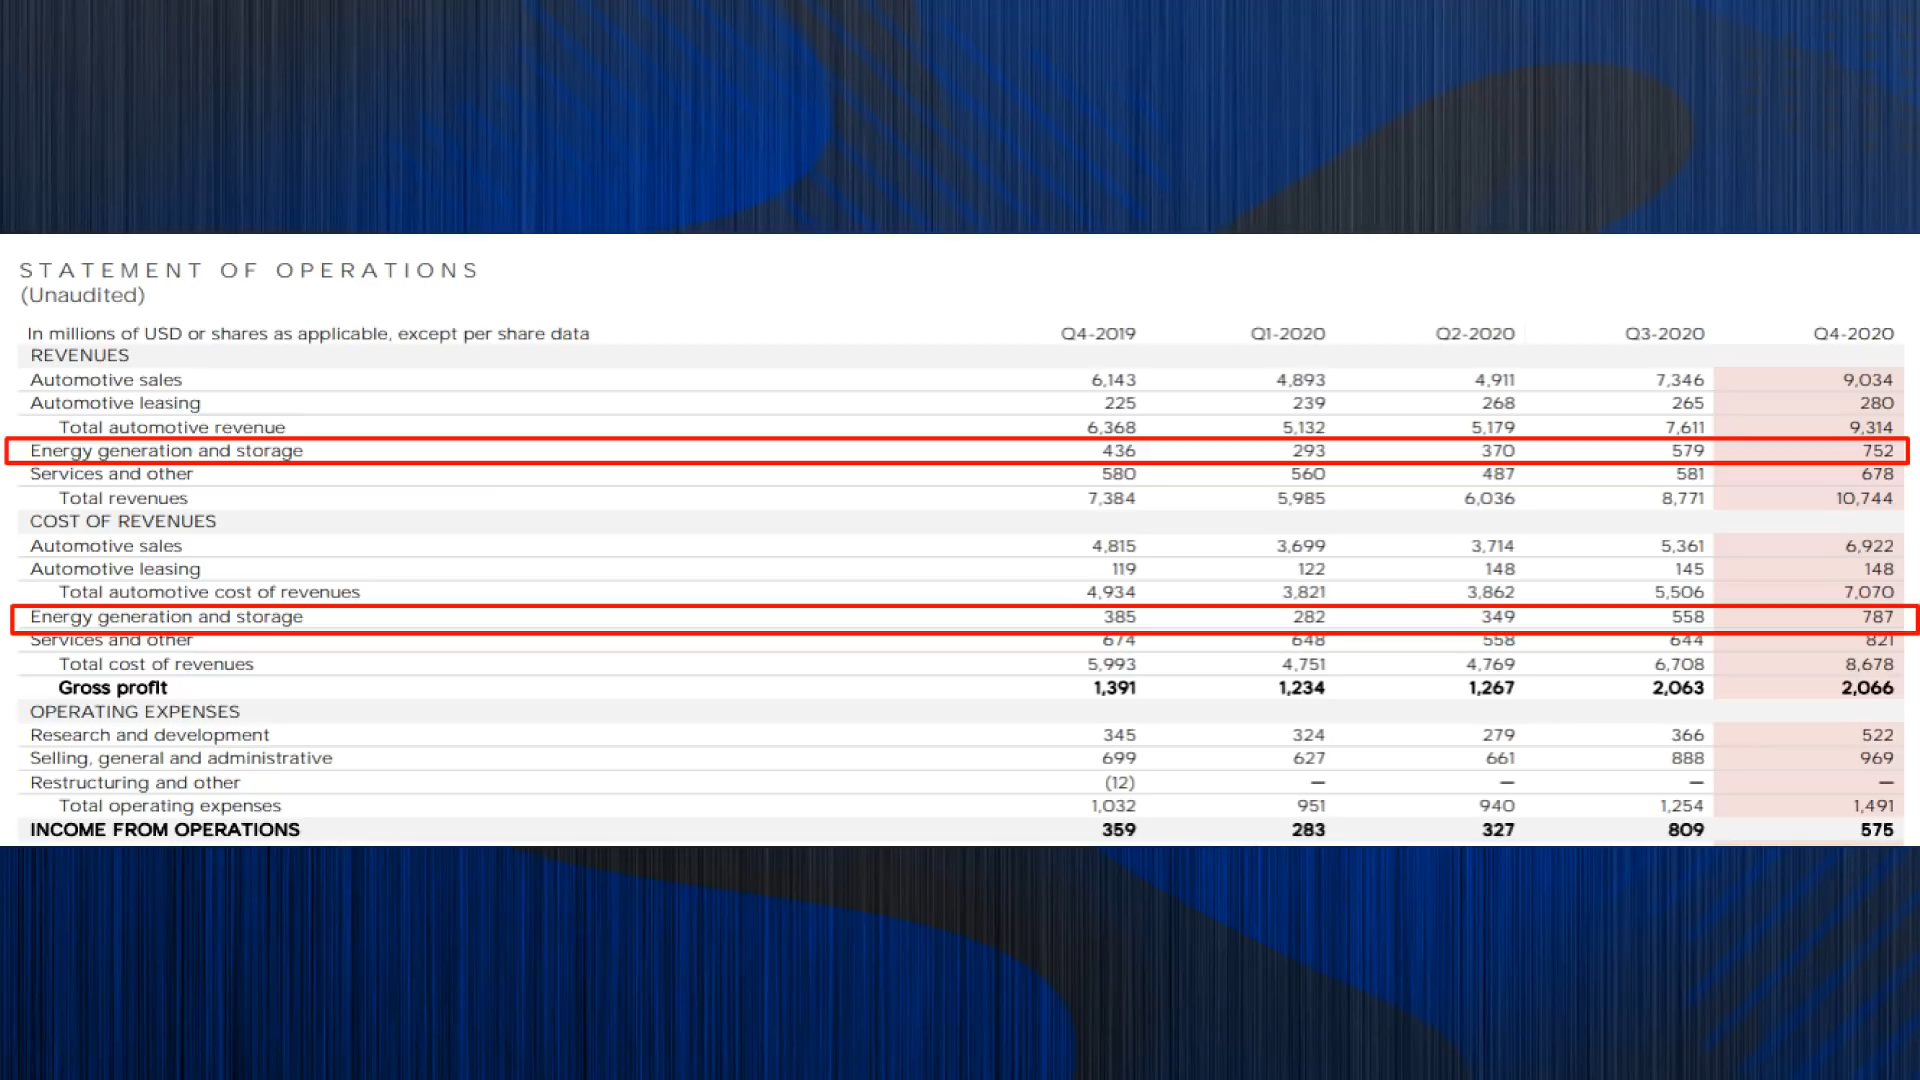 STATEMENT OF OPERATIONS
(Unaudited)
In millions of USD or shares as applicable, except per share data Q4-2019 Q1-2020 Q2-2020 Q3-2020 Q4-2020
REVENUES
Automotive sales 6,143 4,893 4,911 7,346 9,034
Automotive leasing 225 239 268 265 280
Total automotive revenue 6,368 5,132 5,179 7,611 9,314
Energy generation and storage 436 293 370 579 752
Services and other 580 560 487 581 678
Total revenues 7,384 5,985 6,036 8,771 10,744
COST OF REVENUES
Automotive sales 4,815 3,699 3,714 5,361 6,922
Automotive leasing 119 122 148 145 148
Total automotive cost of revenues 4,934 3,821 3,862 5,506 7,070
Energy generation and storage 385 282 349 558 787
Services and other 674 648 558 644 821
Total cost of revenues 5,993 4,751 4,769 6,708 8,678
Gross profit 1,391 1,234 1,267 2,063 2,066
OPERATING EXPENSES
Research and development 345 324 279 366 522
Selling, general and administrative 699 627 661 888 969
Restructuring and other (12) — — — —
Total operating expenses 1,032 951 940 1,254 1,491
INCOME FROM OPERATIONS 359 283 327 809 575